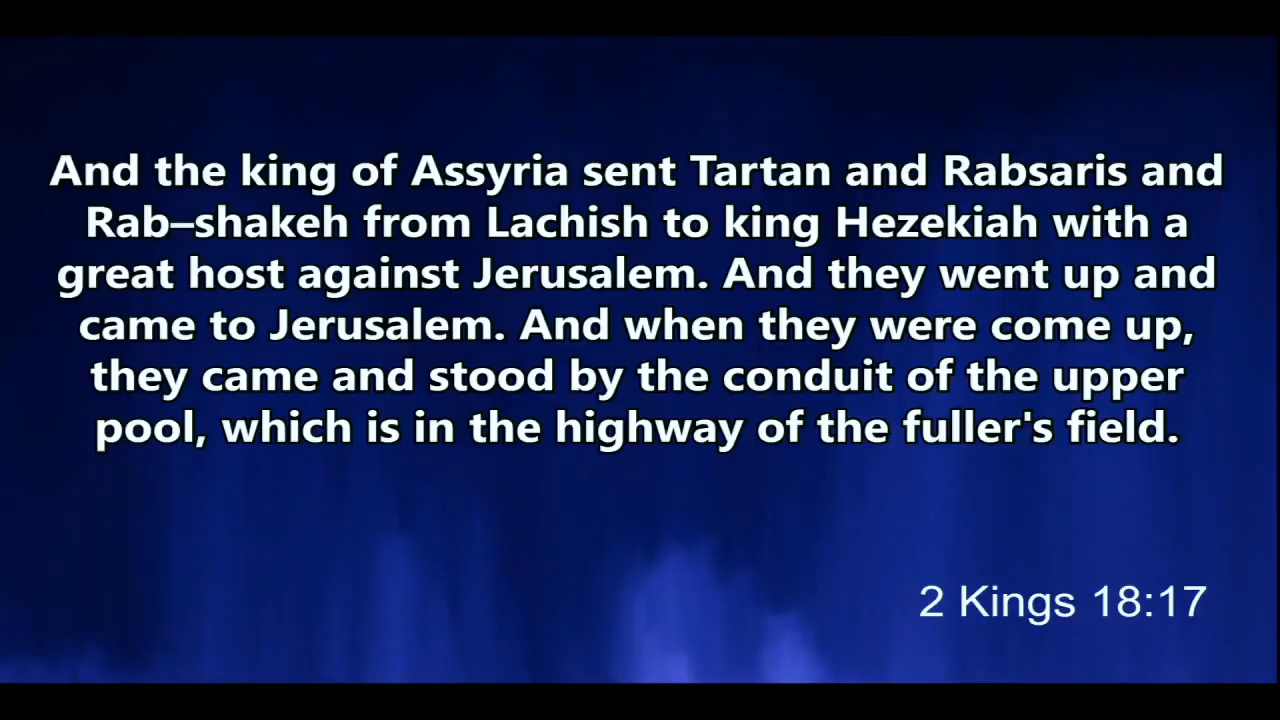 And the king of Assyria sent Tartan and Rabsaris and
Rab–shakeh from Lachish to king Hezekiah with a
great host against Jerusalem. And they went up and
came to Jerusalem. And when they were come up,
they came and stood by the conduit of the upper
pool, which is in the highway of the fuller's field.
2 Kings 18:17